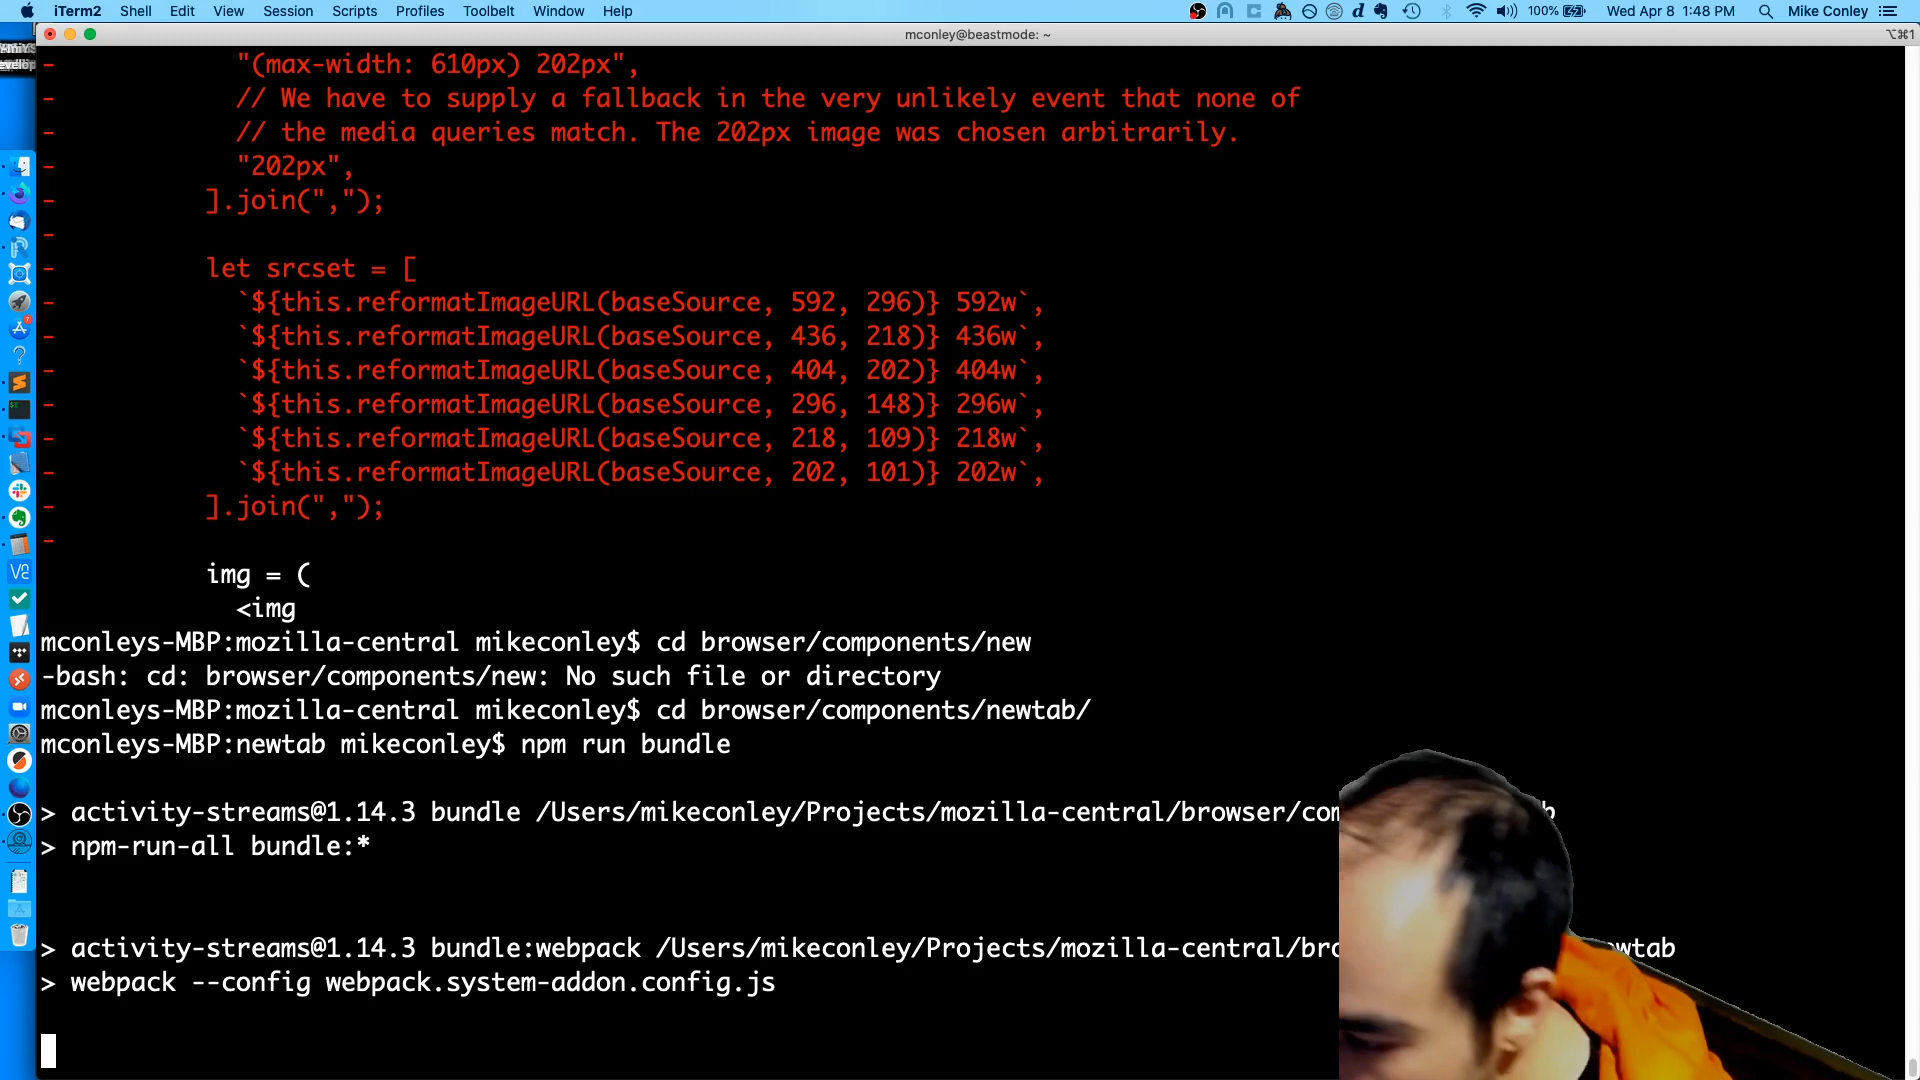 iTerm2 Shell Edit View Session Scripts Profiles Toolbelt Window Help 100% Wed Apr 8 1:48 PM Mike Conley
mconley@beastmode: ~ ⌥⌘1
- "(max-width: 610px) 202px",
- // We have to supply a fallback in the very unlikely event that none of
- // the media queries match. The 202px image was chosen arbitrarily.
- "202px",
- ].join(",");
-
- let srcset = [
- `${this.reformatImageURL(baseSource, 592, 296)} 592w`,
- `${this.reformatImageURL(baseSource, 436, 218)} 436w`,
- `${this.reformatImageURL(baseSource, 404, 202)} 404w`,
- `${this.reformatImageURL(baseSource, 296, 148)} 296w`,
- `${this.reformatImageURL(baseSource, 218, 109)} 218w`,
- `${this.reformatImageURL(baseSource, 202, 101)} 202w`,
- ].join(",");
-
img = (
<img
mconleys-MBP:mozilla-central mikeconley$ cd browser/components/new
-bash: cd: browser/components/new: No such file or directory
mconleys-MBP:mozilla-central mikeconley$ cd browser/components/newtab/
mconleys-MBP:newtab mikeconley$ npm run bundle
> activity-streams@1.14.3 bundle /Users/mikeconley/Projects/mozilla-central/browser/com b
> npm-run-all bundle:*
> activity-streams@1.14.3 bundle:webpack /Users/mikeconley/Projects/mozilla-central/bro wtab
> webpack --config webpack.system-addon.config.js